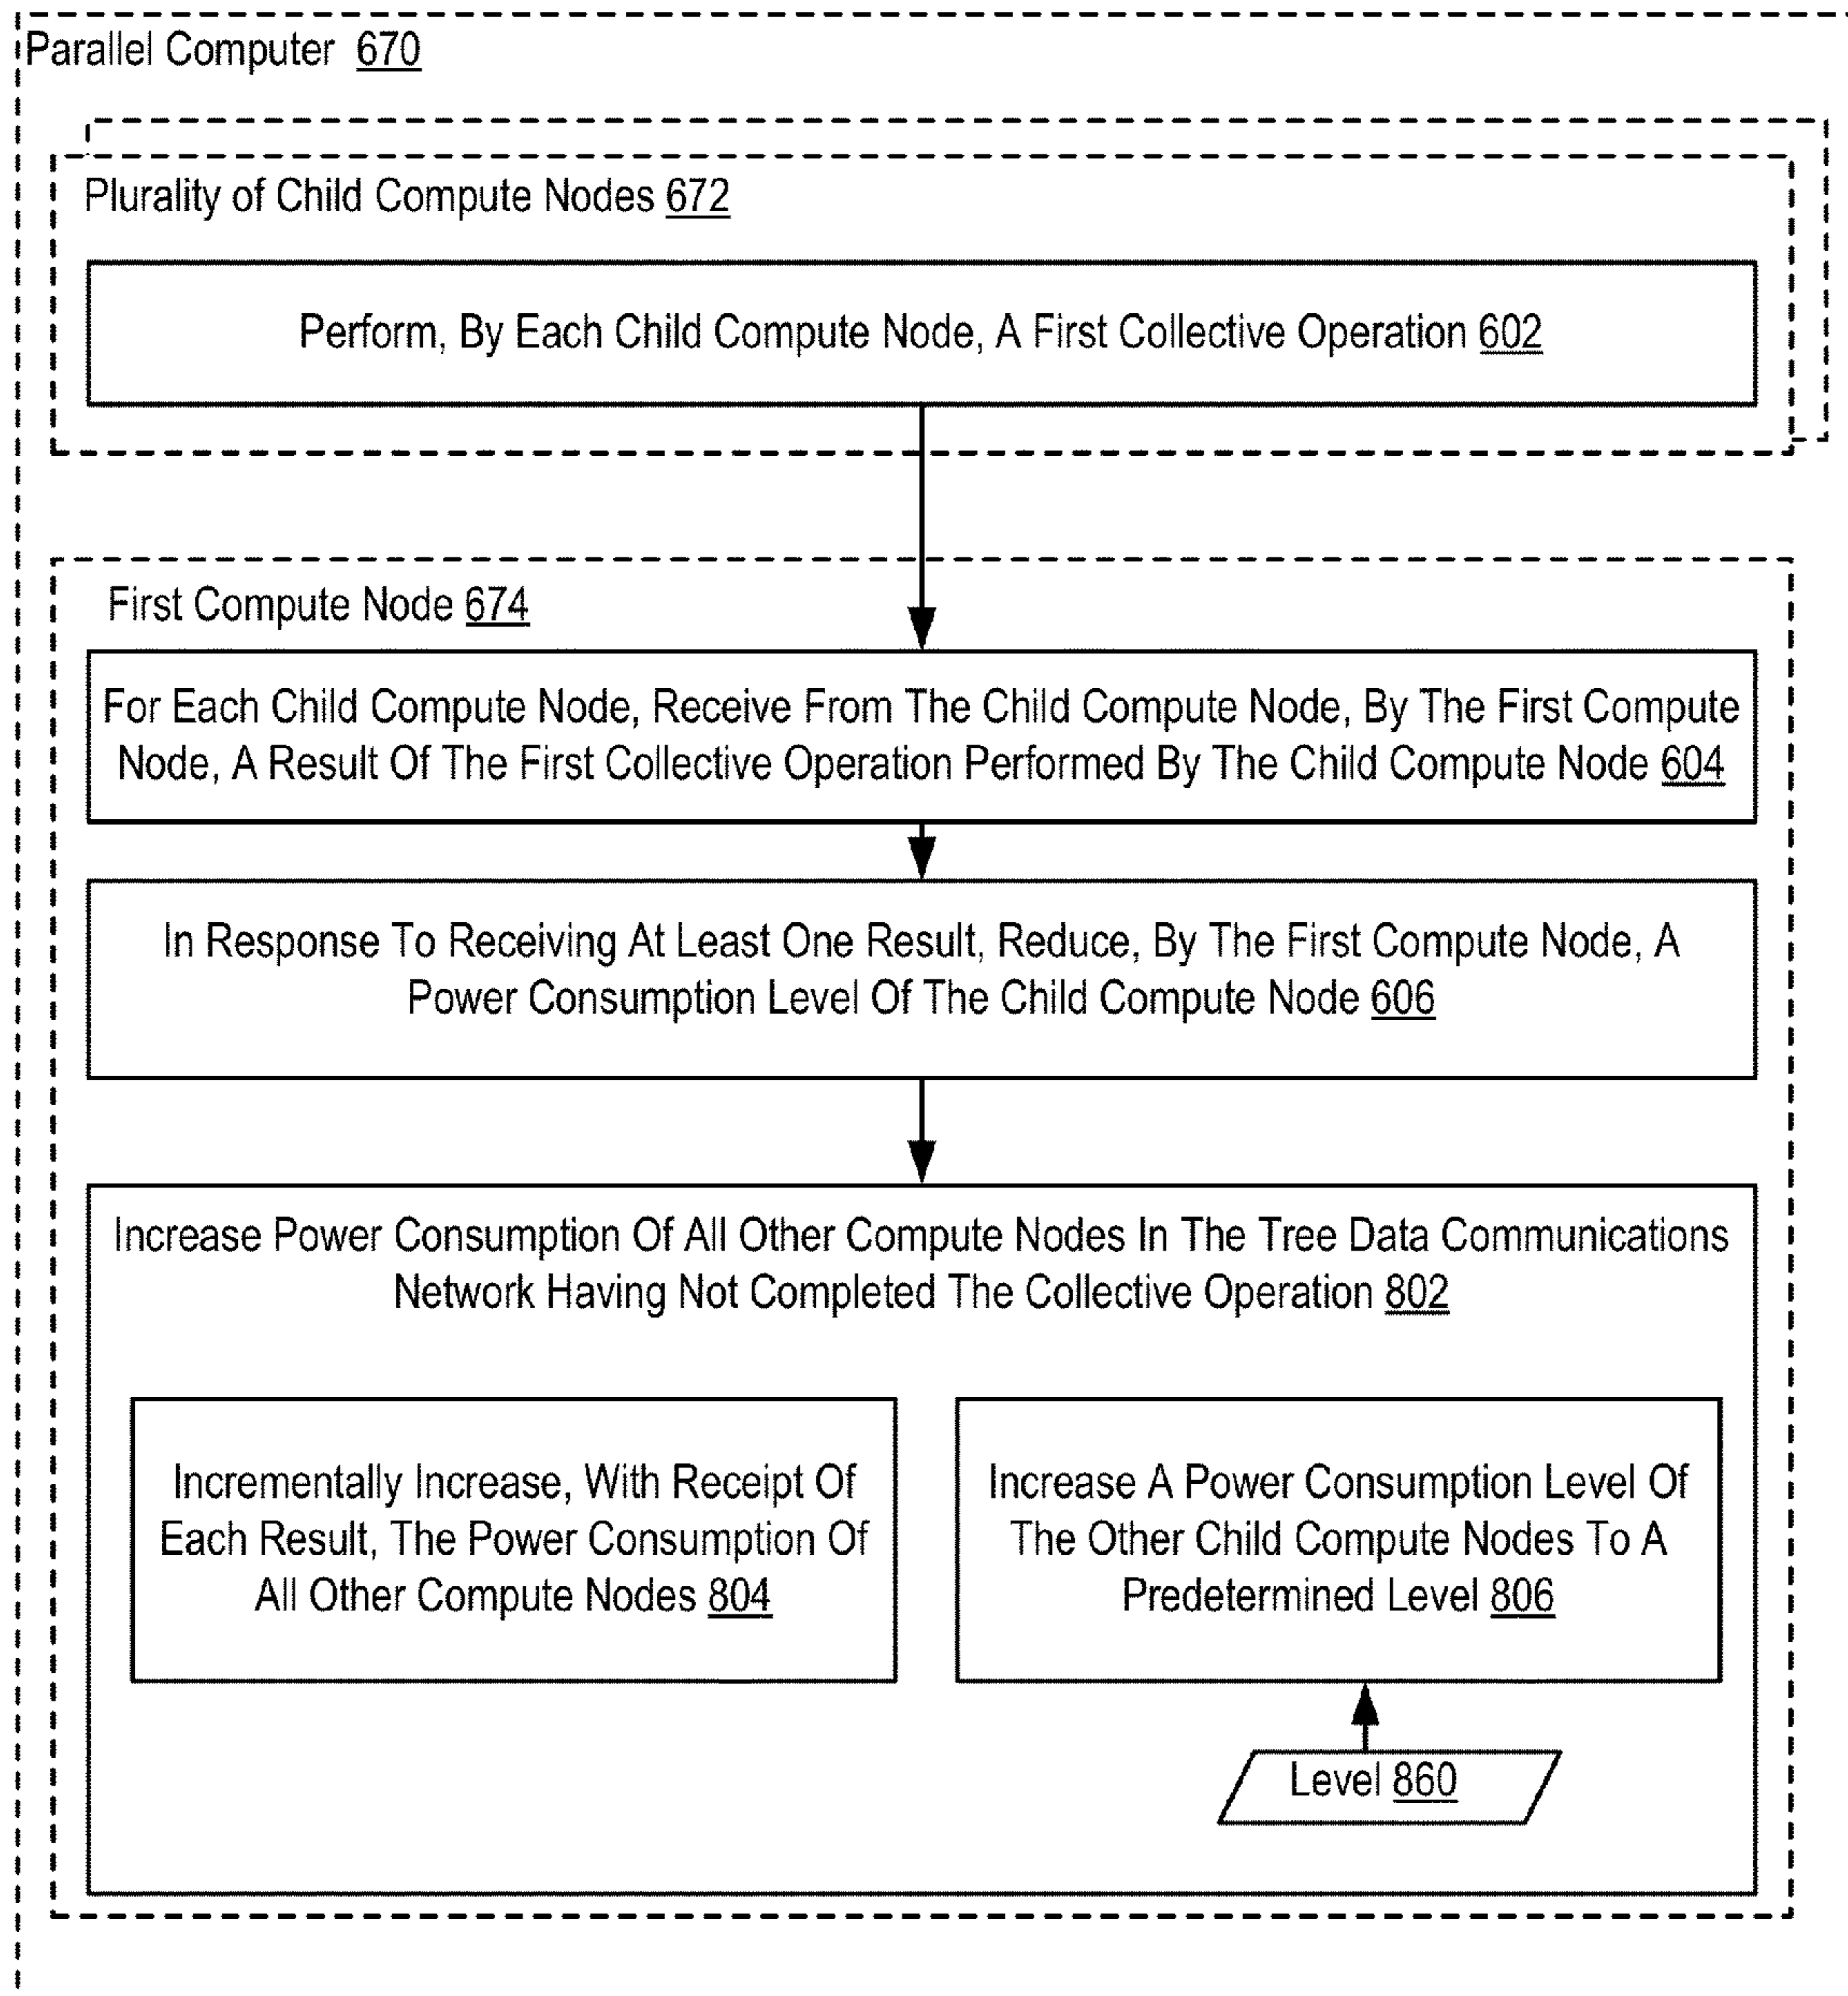 Parallel Computer 670
Plurality of Child Compute Nodes 672
Perform, By Each Child Compute Node, A First Collective Operation 602
First Compute Node 674
For Each Child Compute Node, Receive From The Child Compute Node, By The First Compute
Node, A Result Of The First Collective Operation Performed By The Child Compute Node 604
In Response To Receiving At Least One Result, Reduce, By The First Compute Node, A
Power Consumption Level Of The Child Compute Node 606
Increase Power Consumption Of All Other Compute Nodes In The Tree Data Communications
Network Having Not Completed The Collective Operation 802
Incrementally Increase, With Receipt Of
Each Result, The Power Consumption Of
All Other Compute Nodes 804
Increase A Power Consumption Level Of
The Other Child Compute Nodes To A
Predetermined Level 806
Level 860